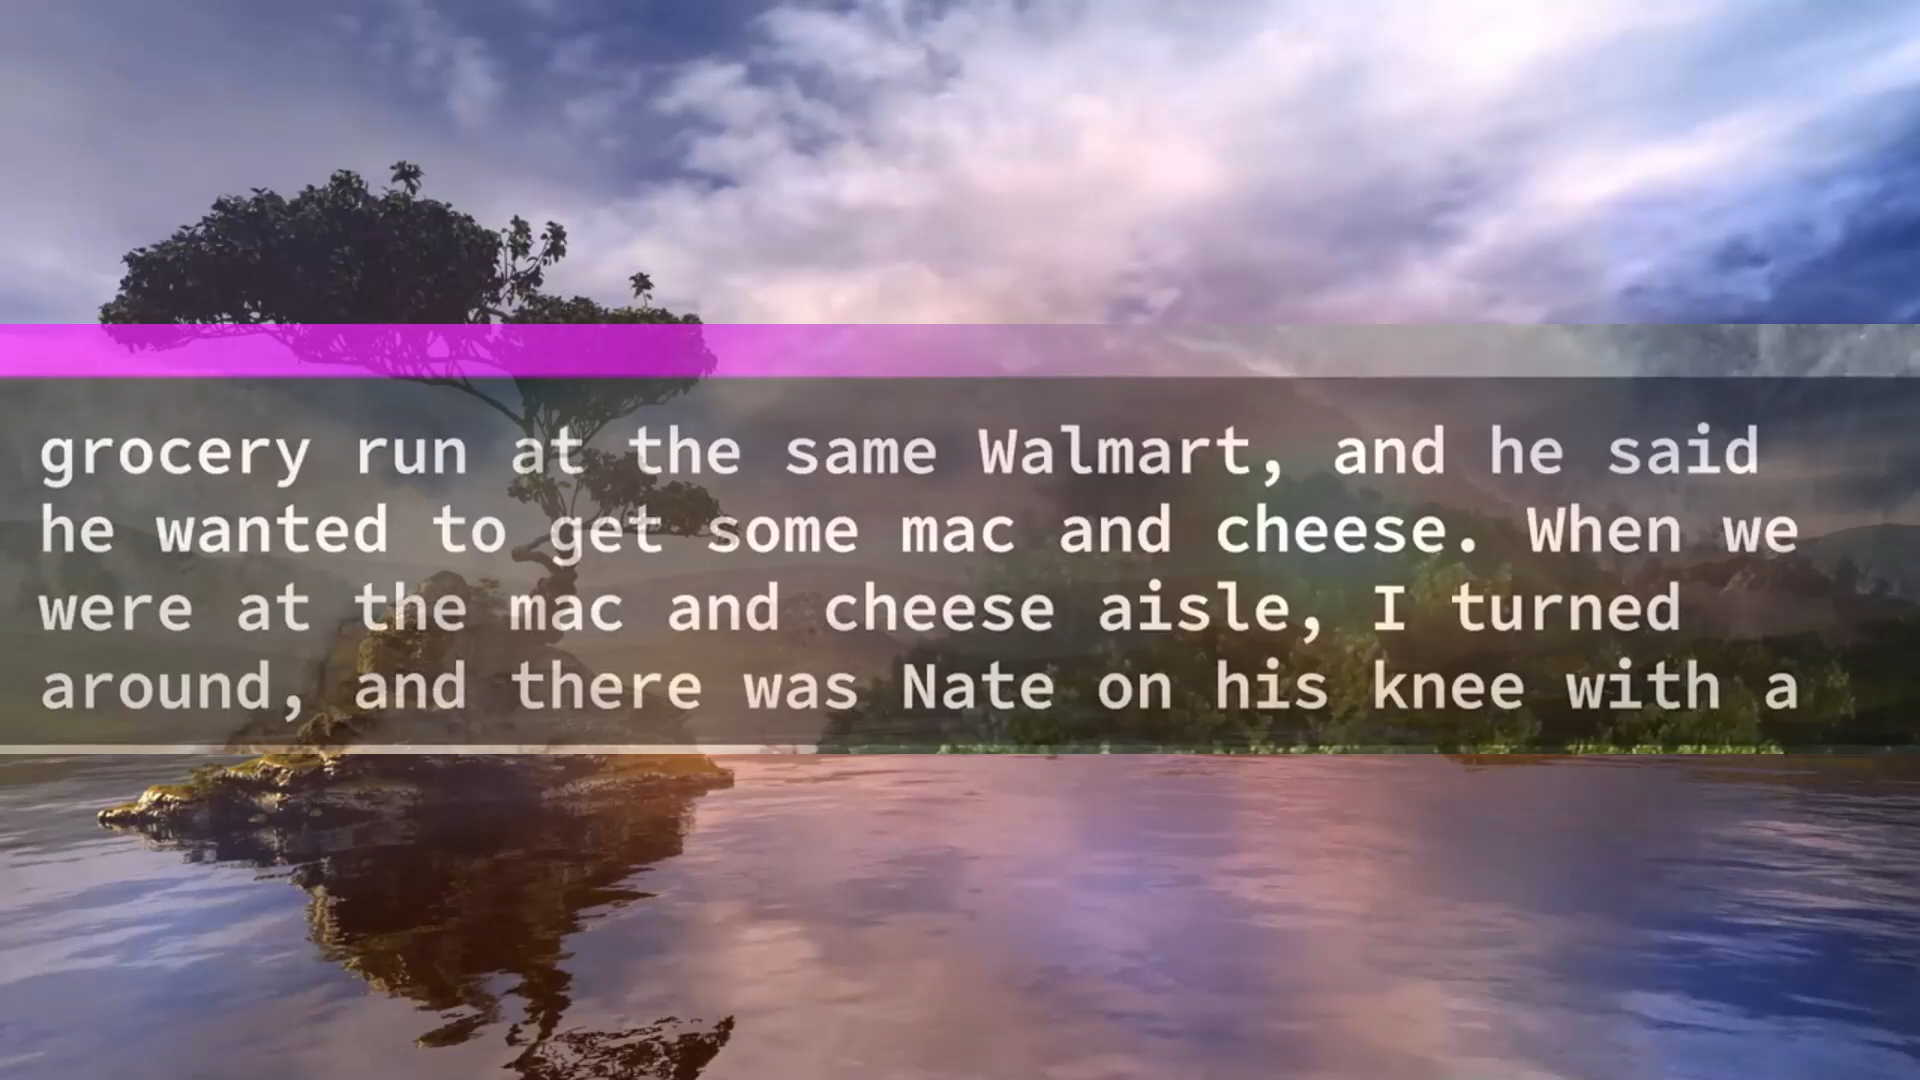 grocery run at the same Walmart, and he said
he wanted to get some mac and cheese. When we
were at the mac and cheese aisle, I turned
around, and there was Nate on his knee with a